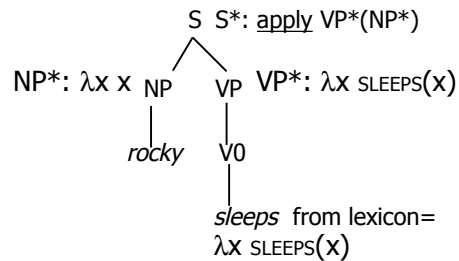 S S*: apply VP*(NP*)
NP*: λx x NP VP VP*: λx SLEEPS(x)
rocky V0
sleeps from lexicon=
λx SLEEPS(x)